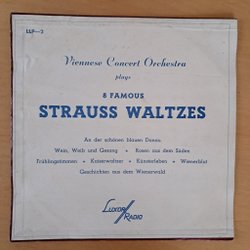 LLP—2
Viennese Concert Orchestra
plays
8 FAMOUS
STRAUSS WALTZES
An der schönen blauen Donau
Wein, Weib und Gesang • Rosen aus dem Süden
Frühlingsstimmen • Kaiserwalzer • Künstlerleben • Wienerblut
Geschichten aus dem Wienerwald
LUXOR
RADIO